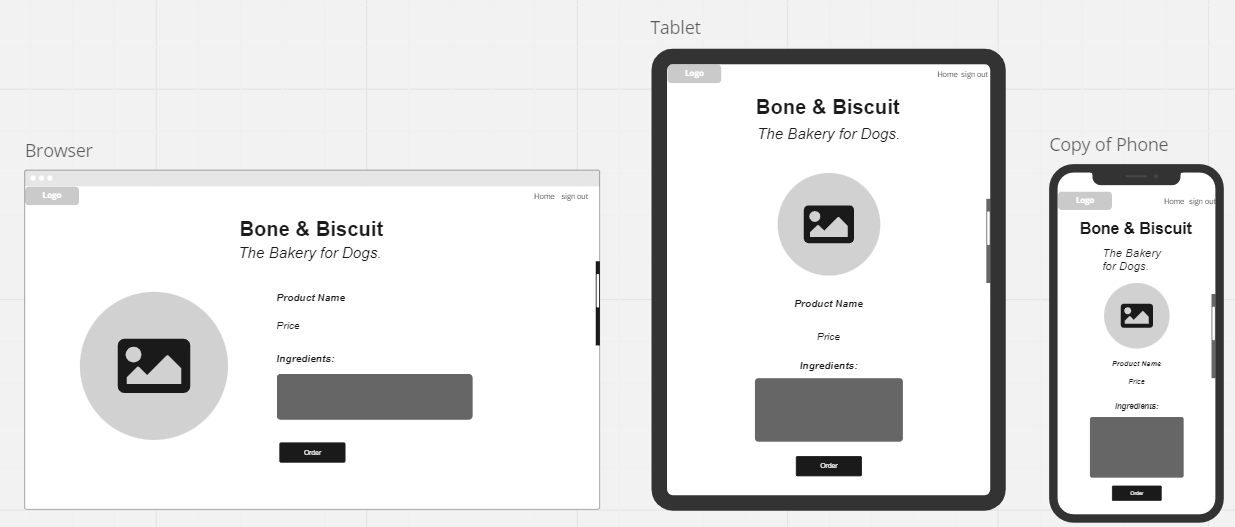 Browser
Logo
Home sign out
Bone & Biscuit
The Bakery for Dogs.
Product Name
Price
Ingredients:
Order
Tablet
Logo
Home sign out
Bone & Biscuit
The Bakery for Dogs.
Product Name
Price
Ingredients:
Order
Copy of Phone
Logo
Home sign out
Bone & Biscuit
The Bakery
for Dogs.
Product Name
Price
Ingredients:
Order